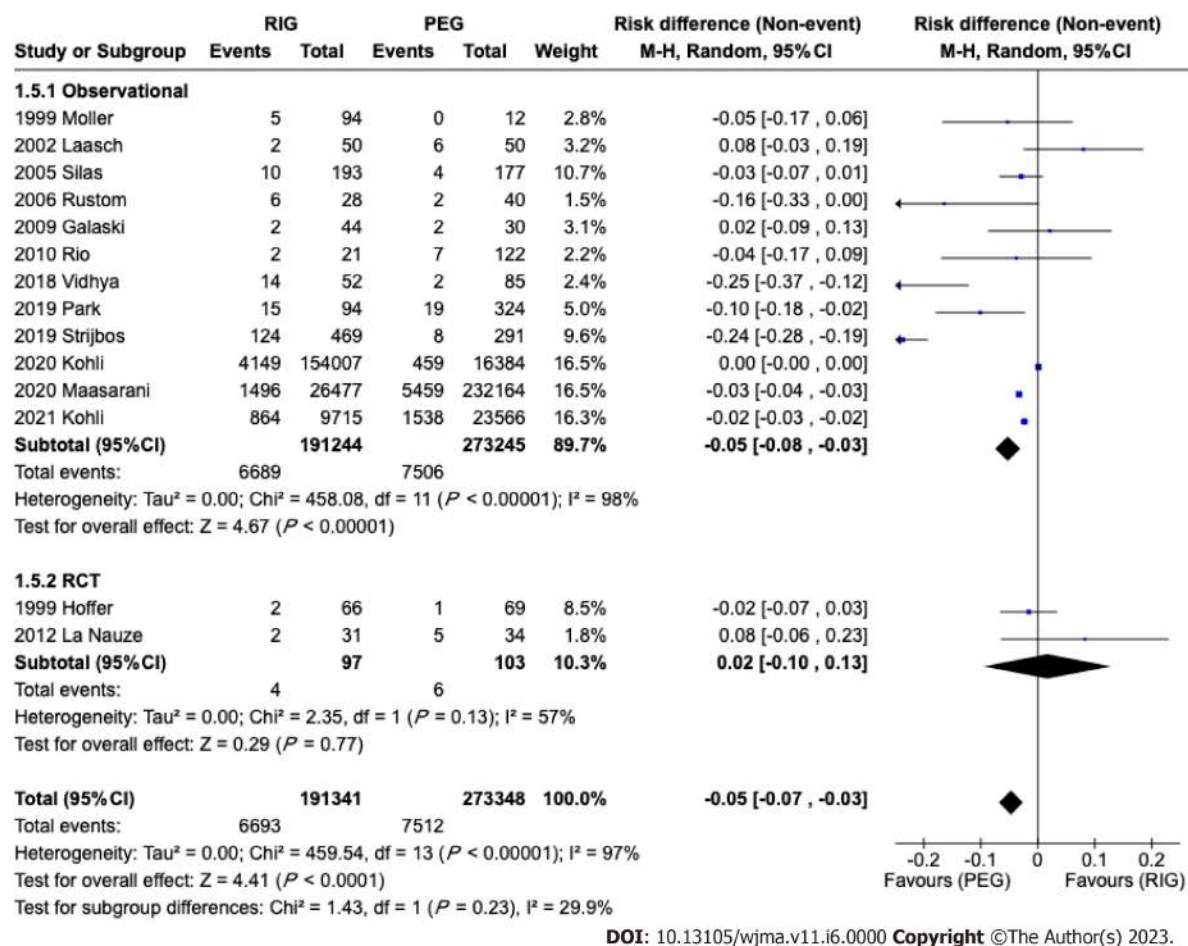 RIG PEG Risk difference (Non-event) Risk difference (Non-event)
Study or Subgroup Events Total Events Total Weight M-H, Random, 95%CI M-H, Random, 95%CI
1.5.1 Observational
1999 Moller 5 94 0 12 2.8% -0.05 [-0.17 , 0.06]
2002 Laasch 2 50 6 50 3.2% 0.08 [-0.03 , 0.19]
2005 Silas 10 193 4 177 10.7% -0.03 [-0.07 , 0.01]
2006 Rustom 6 28 2 40 1.5% -0.16 [-0.33 , 0.00]
2009 Galaski 2 44 2 30 3.1% 0.02 [-0.09 , 0.13]
2010 Rio 2 21 7 122 2.2% -0.04 [-0.17 , 0.09]
2018 Vidhya 14 52 2 85 2.4% -0.25 [-0.37 , -0.12]
2019 Park 15 94 19 324 5.0% -0.10 [-0.18 , -0.02]
2019 Strijbos 124 469 8 291 9.6% -0.24 [-0.28 , -0.19]
2020 Kohli 4149 154007 459 16384 16.5% 0.00 [-0.00 , 0.00]
2020 Maasarani 1496 26477 5459 232164 16.5% -0.03 [-0.04 , -0.03]
2021 Kohli 864 9715 1538 23566 16.3% -0.02 [-0.03 , -0.02]
Subtotal (95%CI) 191244 273245 89.7% -0.05 [-0.08 , -0.03]
Total events: 6689 7506
Heterogeneity: Tau² = 0.00; Chi² = 458.08, df = 11 (P < 0.00001); I² = 98%
Test for overall effect: Z = 4.67 (P < 0.00001)
1.5.2 RCT
1999 Hoffer 2 66 1 69 8.5% -0.02 [-0.07 , 0.03]
2012 La Nauze 2 31 5 34 1.8% 0.08 [-0.06 , 0.23]
Subtotal (95%CI) 97 103 10.3% 0.02 [-0.10 , 0.13]
Total events: 4 6
Heterogeneity: Tau² = 0.00; Chi² = 2.35, df = 1 (P = 0.13); I² = 57%
Test for overall effect: Z = 0.29 (P = 0.77)
Total (95%CI) 191341 273348 100.0% -0.05 [-0.07 , -0.03]
Total events: 6693 7512
Heterogeneity: Tau² = 0.00; Chi² = 459.54, df = 13 (P < 0.00001); I² = 97%
Test for overall effect: Z = 4.41 (P < 0.0001)
Test for subgroup differences: Chi² = 1.43, df = 1 (P = 0.23), I² = 29.9%
-0.2 -0.1 0 0.1 0.2
Favours (PEG) Favours (RIG)
DOI: 10.13105/wjma.v11.i6.0000 Copyright ©The Author(s) 2023.